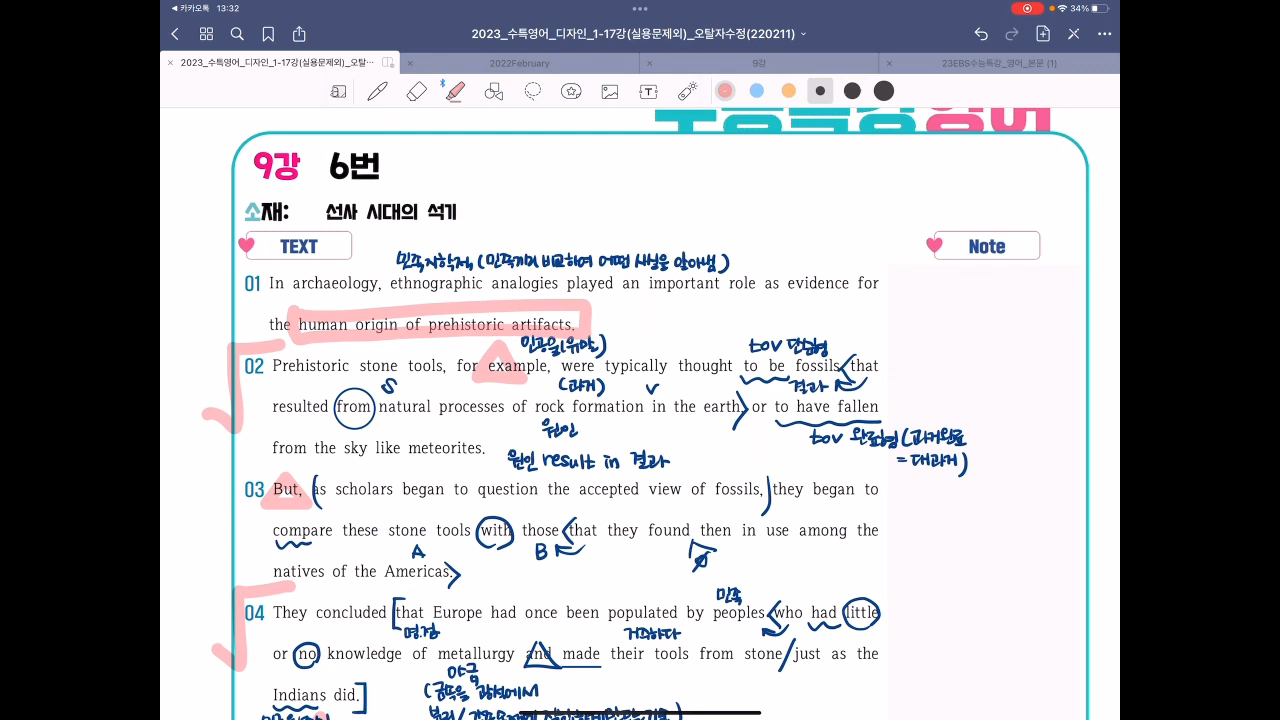 카카오톡 13:32
34%
2023_수특영어_디자인_1-17강(실용문제외)_오탈자수정(220211)
2023_수특영어_디자인_1-17강(실용문제외)_오탈…
2022February
9강
23EBS수능특강_영어_본문 (1)
9강 6번
소재: 선사 시대의 석기
TEXT
Note
민족지학적, (민족끼리 비교하여 어떤 사실을 알아냄)
01 In archaeology, ethnographic analogies played an important role as evidence for
the human origin of prehistoric artifacts.
인공물(유물)
toV 단순형
02 Prehistoric stone tools, for example, were typically thought to be fossils that
S (과거) v 결과
resulted from natural processes of rock formation in the earth, or to have fallen
원인
toV 완료형(과거완료
from the sky like meteorites.
원인 result in 결과
= 대과거)
03 But, as scholars began to question the accepted view of fossils, they began to
compare these stone tools with those that they found then in use among the
A B
natives of the Americas.
민족
04 They concluded that Europe had once been populated by peoples who had little
명.접 거주하다
or no knowledge of metallurgy and made their tools from stone just as the
야금
Indians did.
(금속을 광석에서